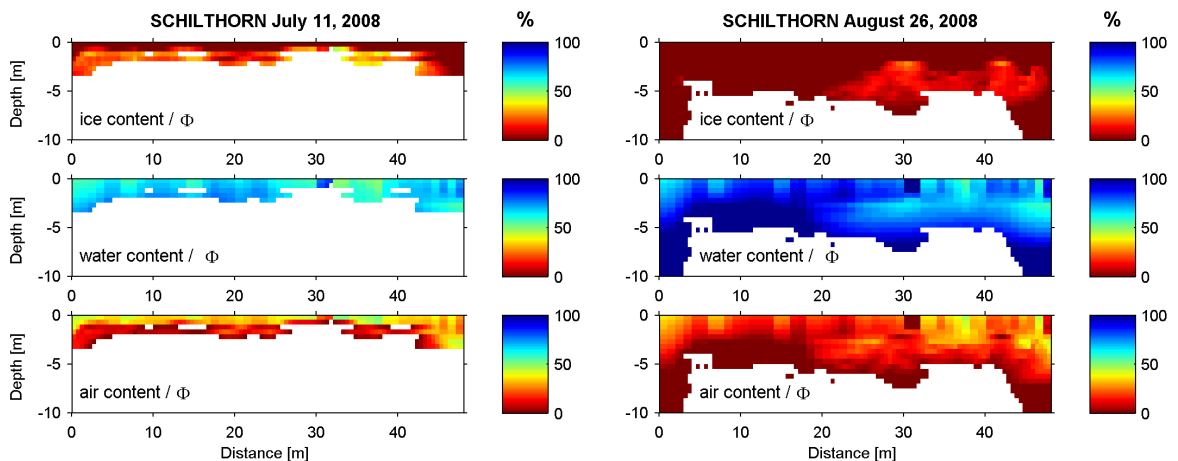 SCHILTHORN July 11, 2008
%
0
-5
-10
Depth [m]
ice content / Φ
0 10 20 30 40
100
50
0
0
-5
-10
Depth [m]
water content / Φ
0 10 20 30 40
100
50
0
0
-5
-10
Depth [m]
air content / Φ
0 10 20 30 40
Distance [m]
100
50
0
SCHILTHORN August 26, 2008
%
0
-5
-10
Depth [m]
ice content / Φ
0 10 20 30 40
100
50
0
0
-5
-10
Depth [m]
water content / Φ
0 10 20 30 40
100
50
0
0
-5
-10
Depth [m]
air content / Φ
0 10 20 30 40
Distance [m]
100
50
0